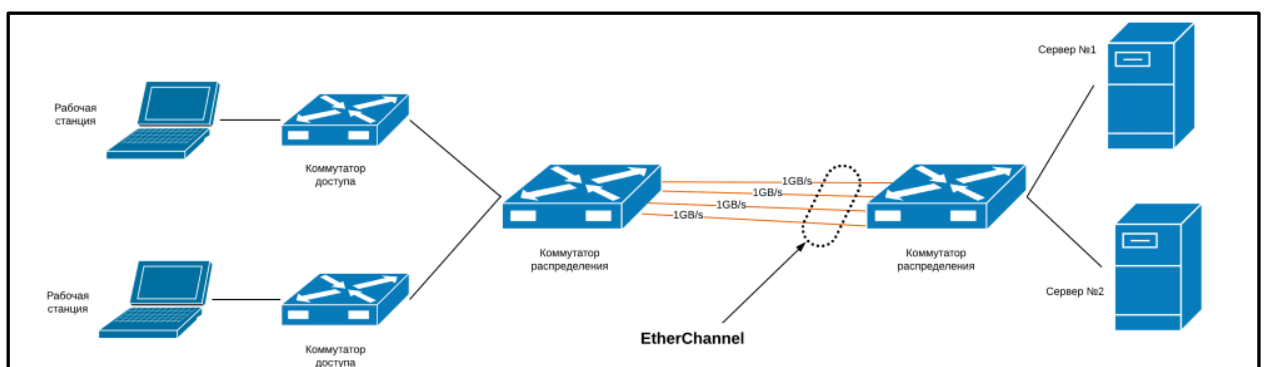 Рабочая
станция
Коммутатор
доступа
Рабочая
станция
Коммутатор
доступа
Коммутатор
распределения
1GB/s
1GB/s
1GB/s
1GB/s
EtherChannel
Коммутатор
распределения
Сервер №1
Сервер №2